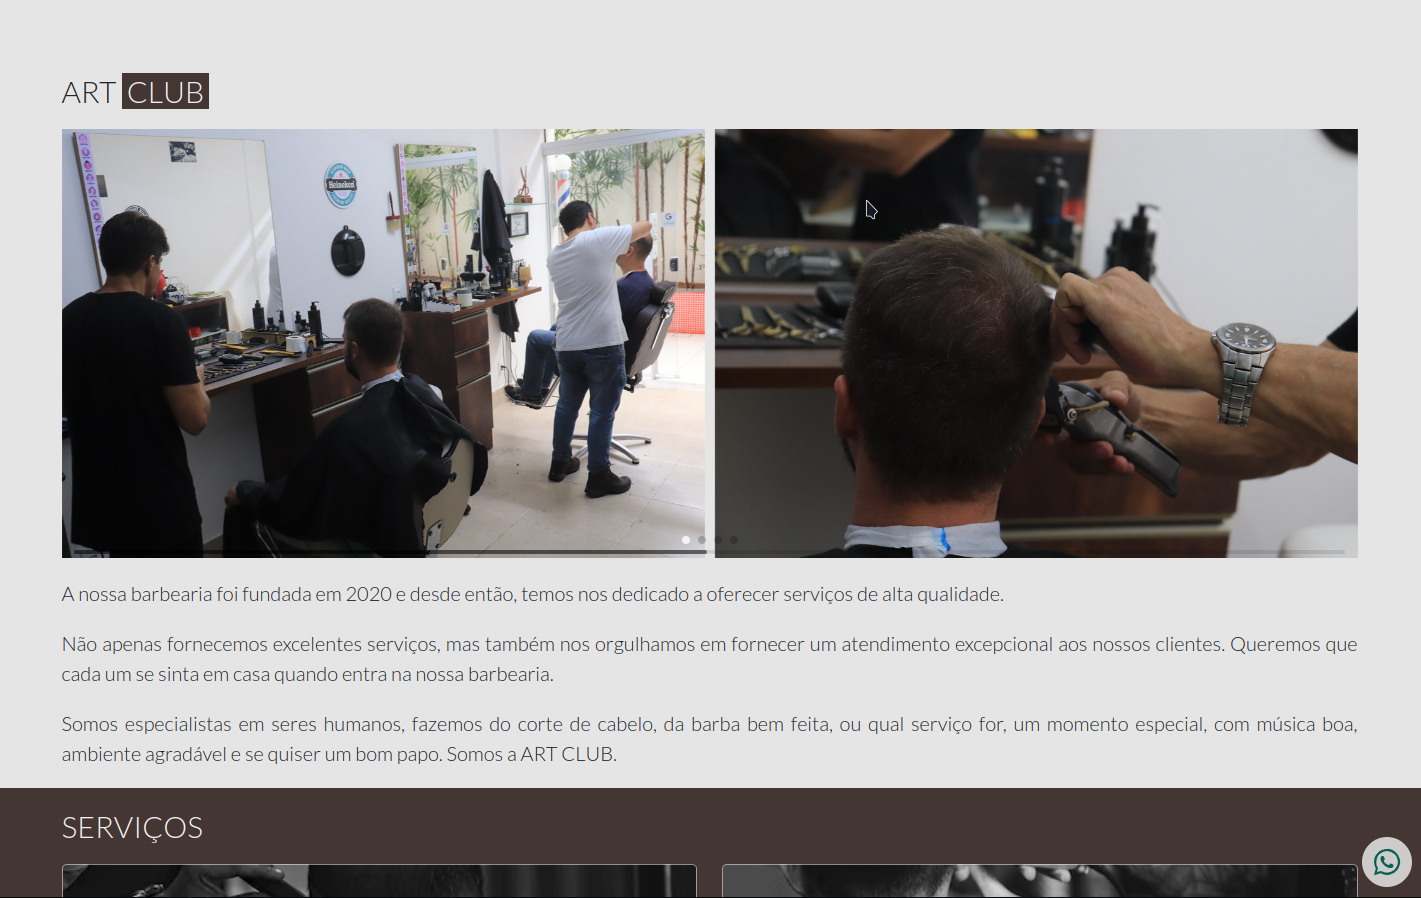 ART CLUB
Heineken
A nossa barbearia foi fundada em 2020 e desde então, temos nos dedicado a oferecer serviços de alta qualidade.
Não apenas fornecemos excelentes serviços, mas também nos orgulhamos em fornecer um atendimento excepcional aos nossos clientes. Queremos que
cada um se sinta em casa quando entra na nossa barbearia.
Somos especialistas em seres humanos, fazemos do corte de cabelo, da barba bem feita, ou qual serviço for, um momento especial, com música boa,
ambiente agradável e se quiser um bom papo. Somos a ART CLUB.
SERVIÇOS